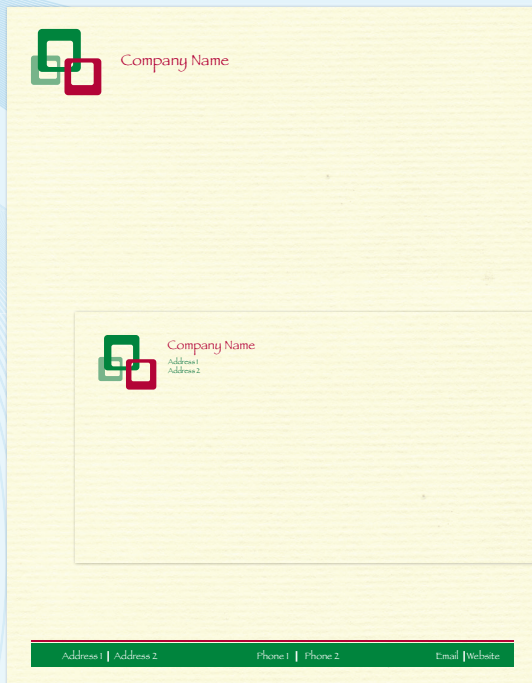 Company Name
Company Name
Address 1
Address 2
Address 1 | Address 2 Phone 1 | Phone 2 Email | Website